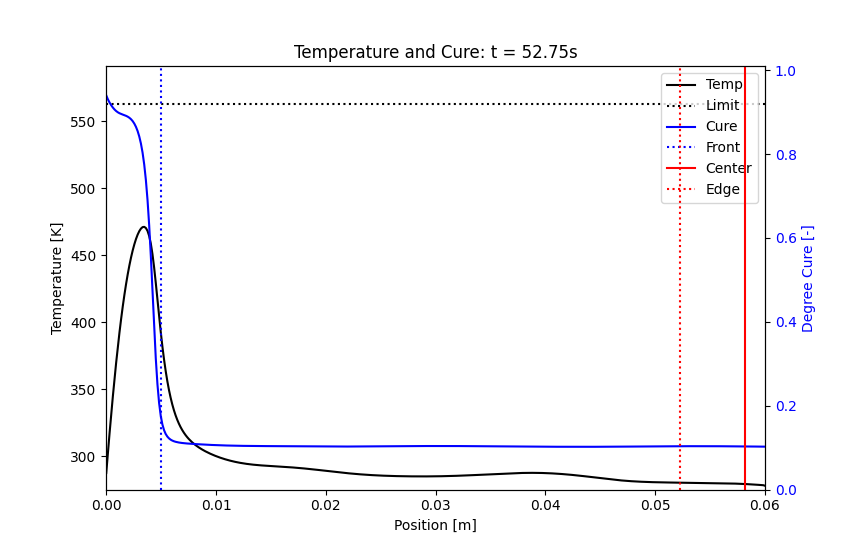 Temperature and Cure: t = 52.75s
Temp
Limit
Cure
Front
Center
Edge
550
500
450
400
350
300
Temperature [K]
1.0
0.8
0.6
0.4
0.2
0.0
Degree Cure [-]
0.00 0.01 0.02 0.03 0.04 0.05 0.06
Position [m]